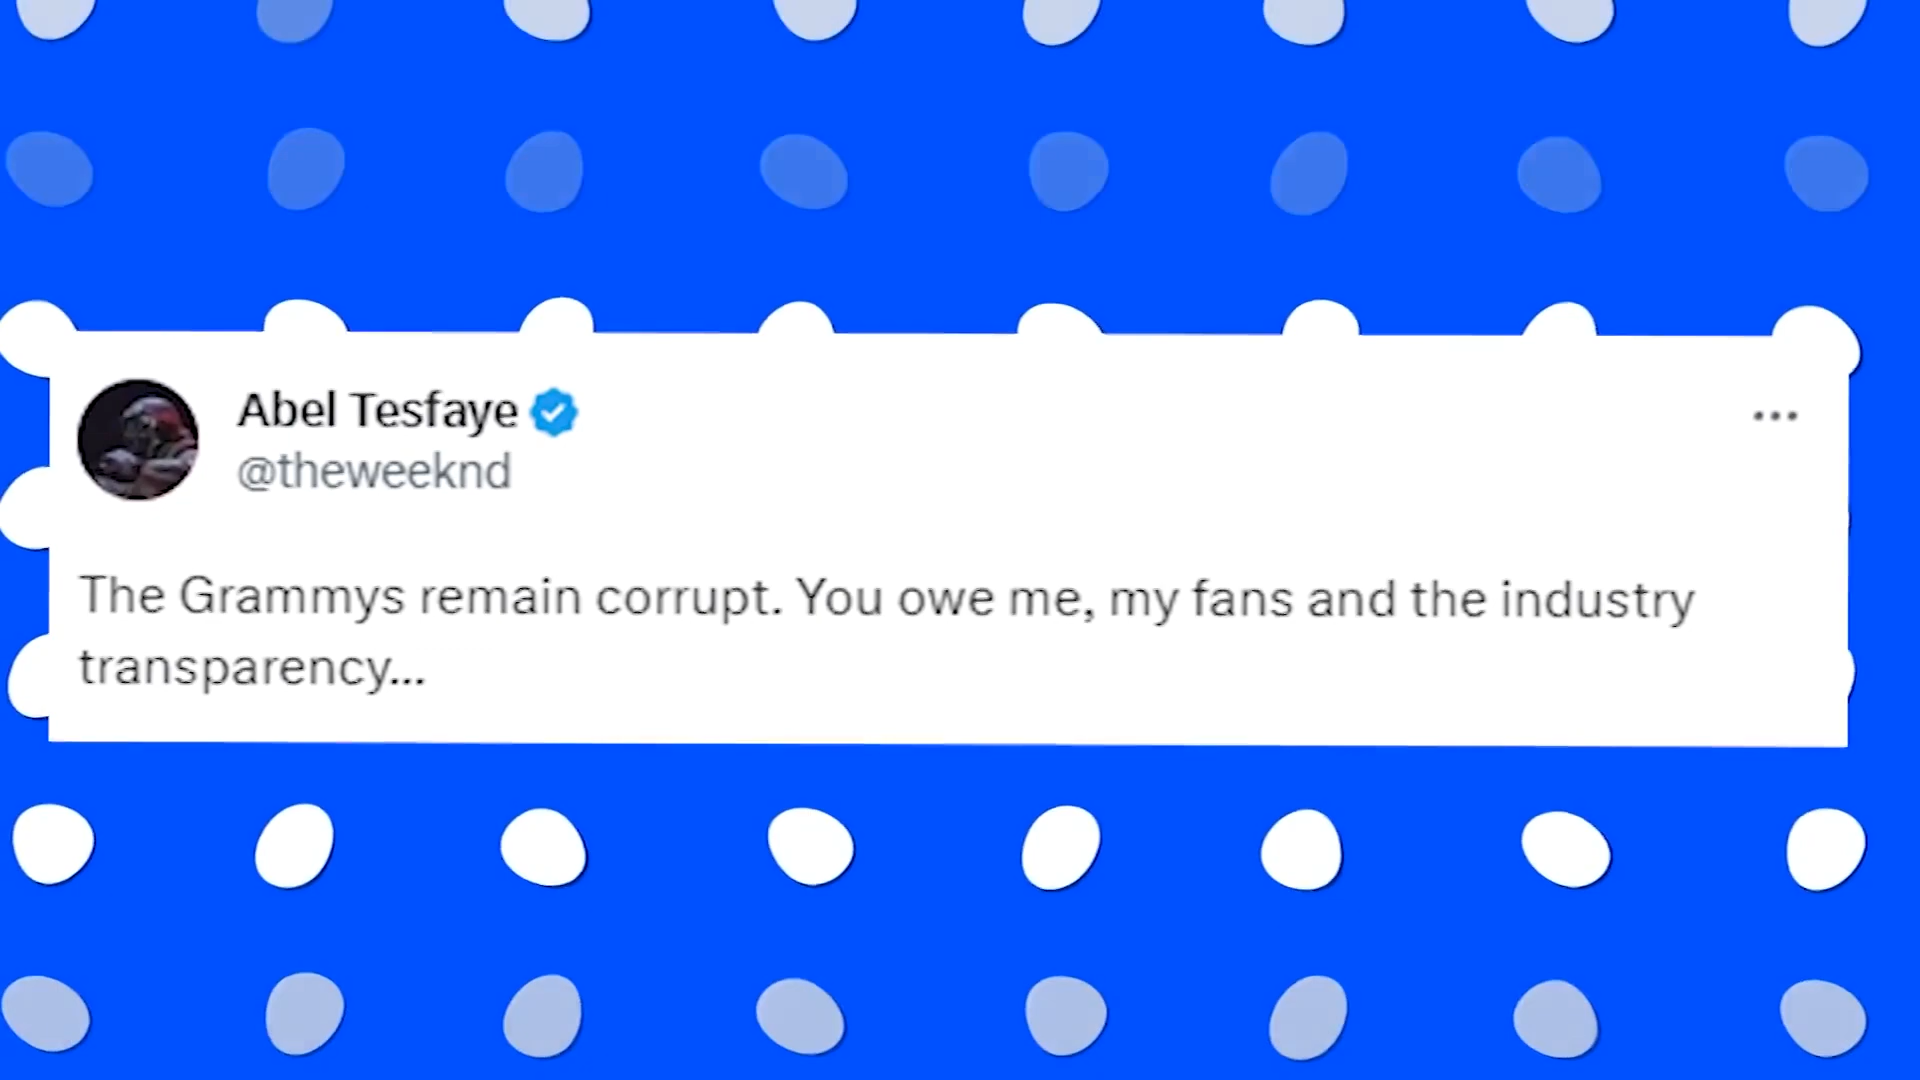 Abel Tesfaye
@theweeknd
The Grammys remain corrupt. You owe me, my fans and the industry
transparency...